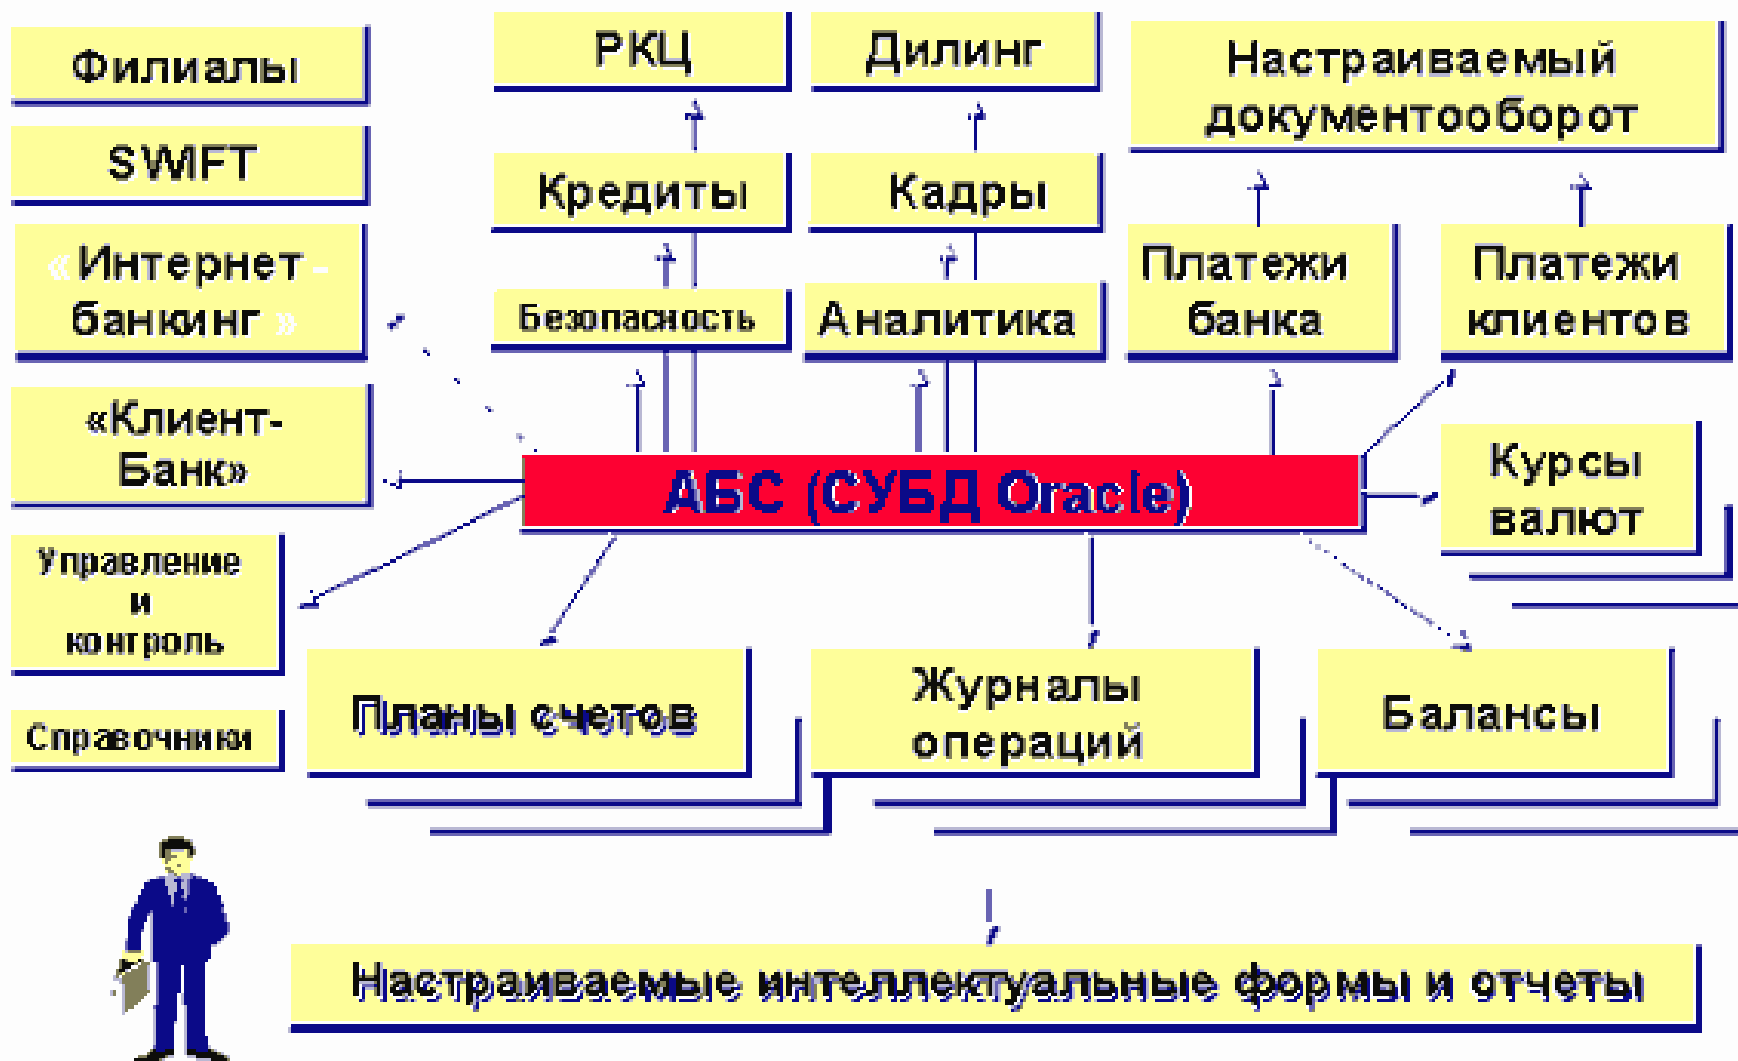 Филиалы
SWIFT
«Интернет-
банкинг»
«Клиент-
Банк»
Управление
и
контроль
Справочники
РКЦ
Кредиты
Безопасность
Дилинг
Кадры
Аналитика
Настраиваемый
документооборот
Платежи
банка
Платежи
клиентов
АБС (СУБД Oracle)
Курсы
валют
Планы счетов
Журналы
операций
Балансы
Настраиваемые интеллектуальные формы и отчеты